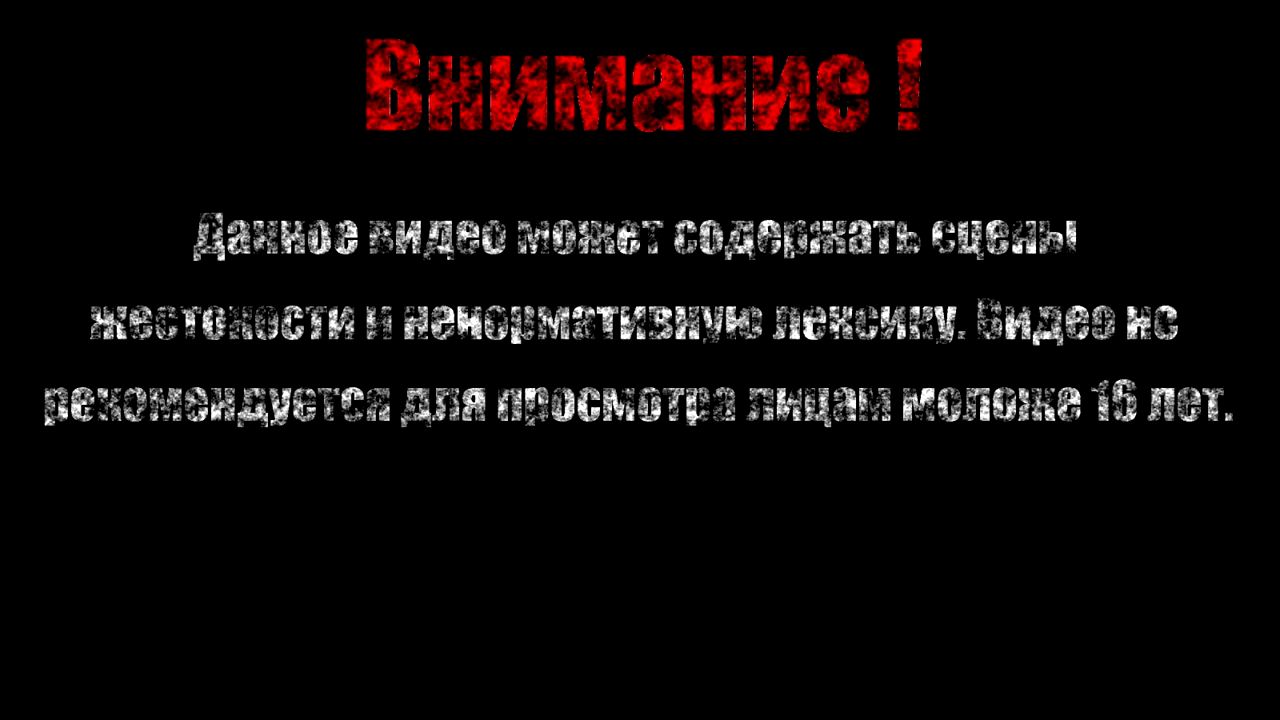 Внимание !
Данное видео может содержать сцены
жестокости и ненормативную лексику. Видео не
рекомендуется для просмотра лицам моложе 16 лет.